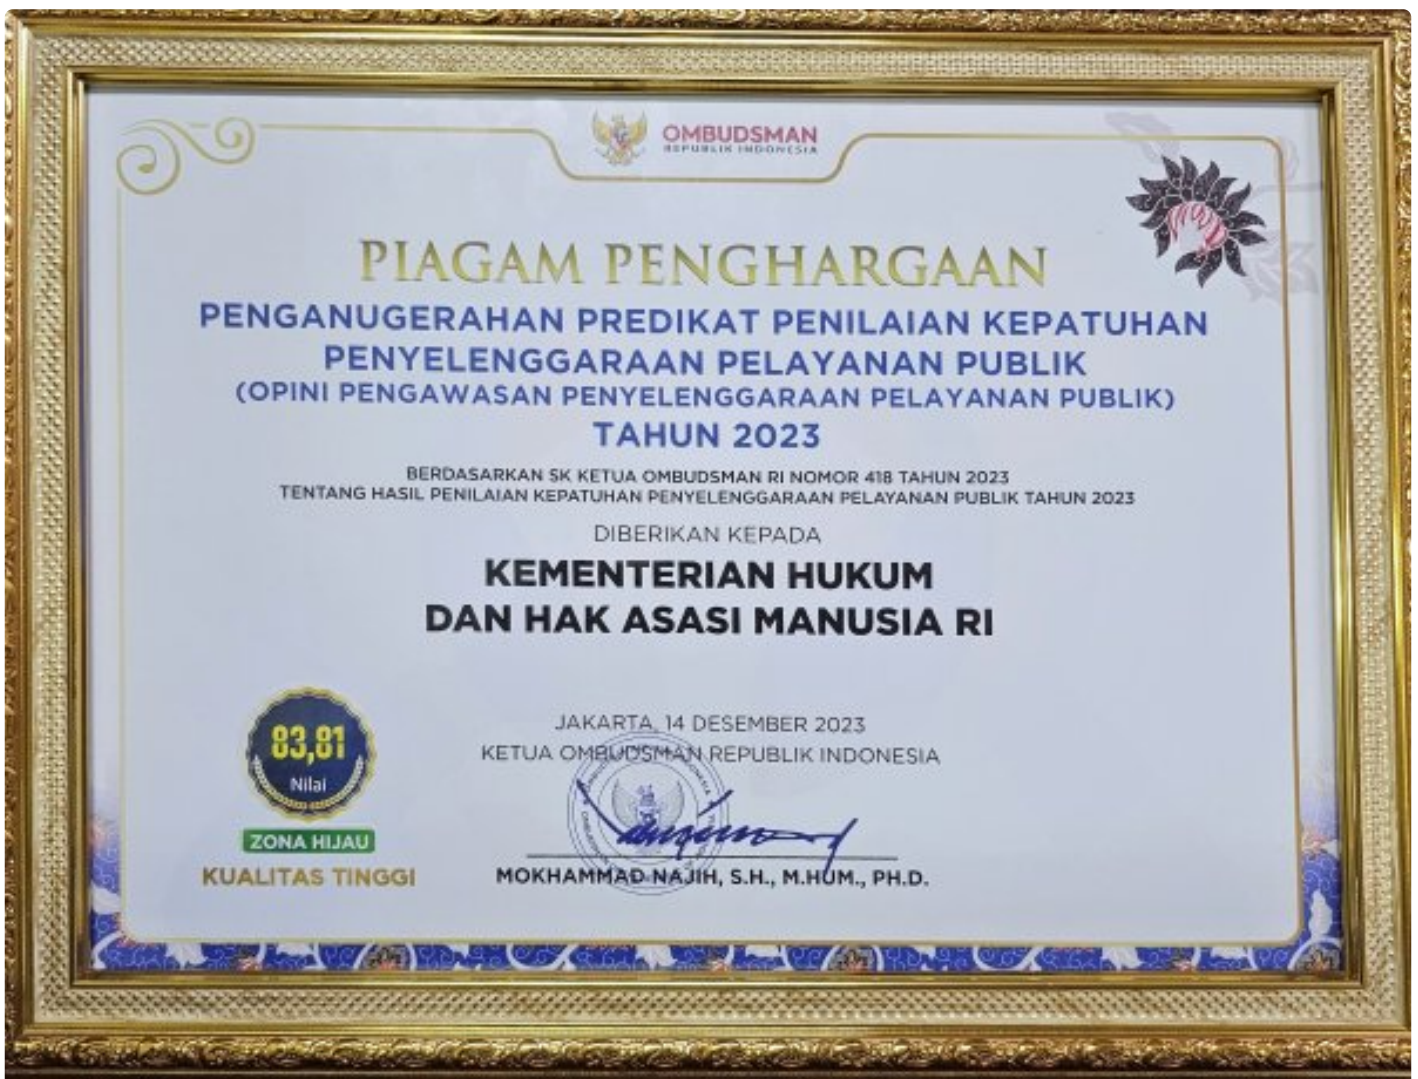 OMBUDSMAN
REPUBLIK INDONESIA
PIAGAM PENGHARGAAN
PENGANUGERAHAN PREDIKAT PENILAIAN KEPATUHAN
PENYELENGGARAAN PELAYANAN PUBLIK
(OPINI PENGAWASAN PENYELENGGARAAN PELAYANAN PUBLIK)
TAHUN 2023
BERDASARKAN SK KETUA OMBUDSMAN RI NOMOR 418 TAHUN 2023
TENTANG HASIL PENILAIAN KEPATUHAN PENYELENGGARAAN PELAYANAN PUBLIK TAHUN 2023
DIBERIKAN KEPADA
KEMENTERIAN HUKUM
DAN HAK ASASI MANUSIA RI
JAKARTA, 14 DESEMBER 2023
KETUA OMBUDSMAN REPUBLIK INDONESIA
MOKHAMMAD NAJIH, S.H., M.HUM., PH.D.
83,81
Nilai
ZONA HIJAU
KUALITAS TINGGI